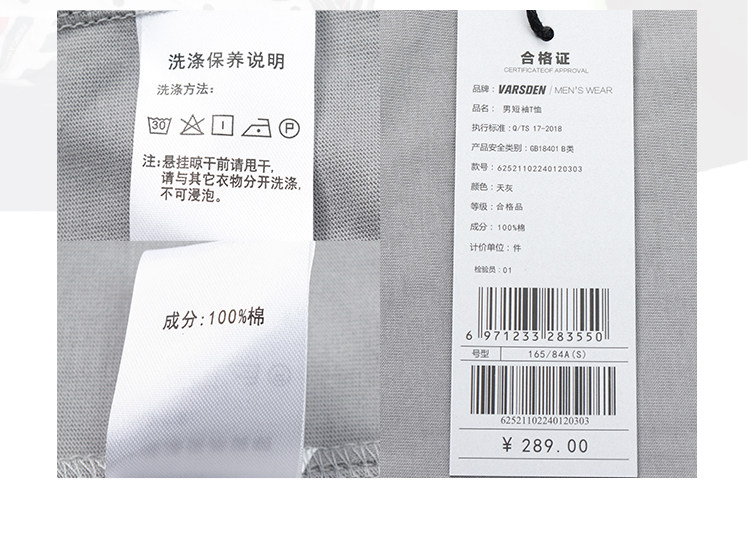 洗涤保养说明
洗涤方法：
30
注：悬挂晾干前请甩干，
请与其它衣物分开洗涤，
不可浸泡。
成分：100%棉
合格证
CERTIFICATEOF APPROVAL
品牌：VARSDEN / MEN'S WEAR
品名：男短袖T恤
执行标准：Q/TS 17-2018
产品安全类别：GB18401 B类
款号：62521102240120303
颜色：天灰
等级：合格品
成分：100%棉
计价单位：件
检验员：01
6 971233 283550
号型 165/84A(S)
62521102240120303
¥ 289.00